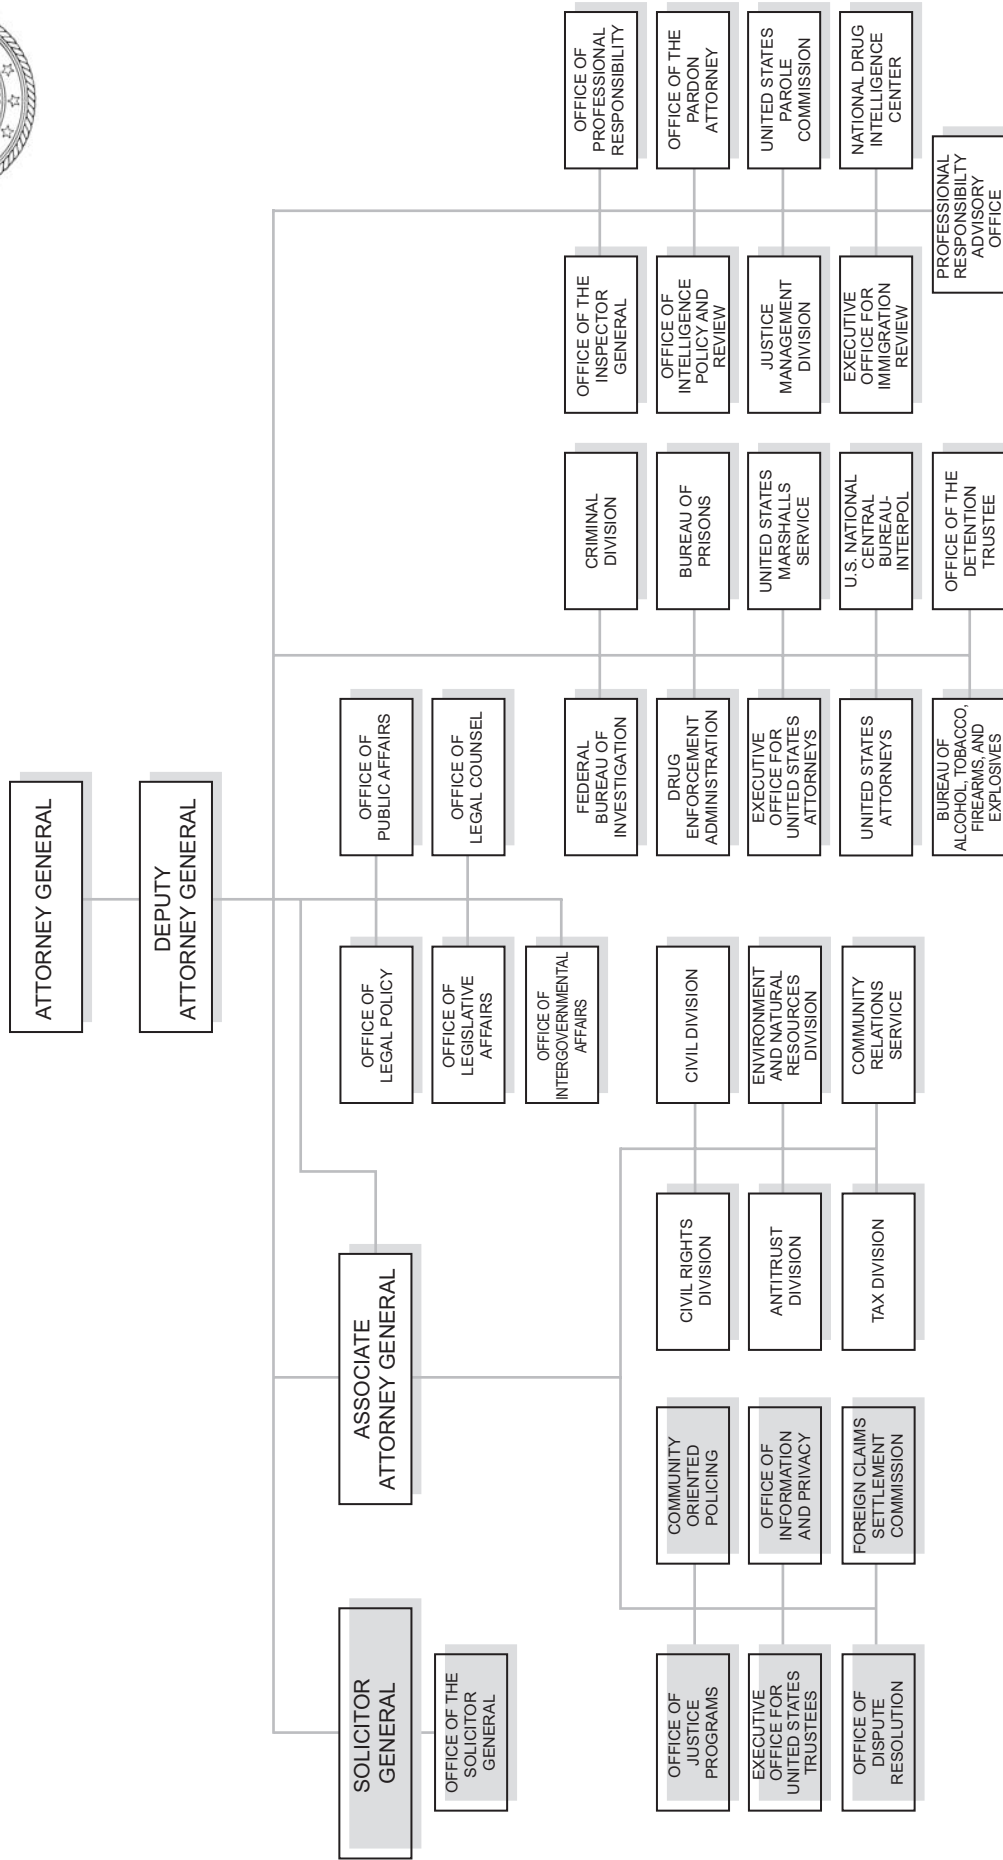 ATTORNEY GENERAL
DEPUTY
ATTORNEY GENERAL
SOLICITOR
GENERAL
OFFICE OF THE
SOLICITOR
GENERAL
ASSOCIATE
ATTORNEY GENERAL
OFFICE OF
LEGAL POLICY
OFFICE OF
PUBLIC AFFAIRS
OFFICE OF
LEGISLATIVE
AFFAIRS
OFFICE OF
LEGAL COUNSEL
OFFICE OF
INTERGOVERNMENTAL
AFFAIRS
OFFICE OF
JUSTICE
PROGRAMS
COMMUNITY
ORIENTED
POLICING
EXECUTIVE
OFFICE FOR
UNITED STATES
TRUSTEES
OFFICE OF
INFORMATION
AND PRIVACY
OFFICE OF
DISPUTE
RESOLUTION
FOREIGN CLAIMS
SETTLEMENT
COMMISSION
CIVIL RIGHTS
DIVISION
CIVIL DIVISION
ANTITRUST
DIVISION
ENVIRONMENT
AND NATURAL
RESOURCES
DIVISION
TAX DIVISION
COMMUNITY
RELATIONS
SERVICE
FEDERAL
BUREAU OF
INVESTIGATION
CRIMINAL
DIVISION
DRUG
ENFORCEMENT
ADMINISTRATION
BUREAU OF
PRISONS
EXECUTIVE
OFFICE FOR
UNITED STATES
ATTORNEYS
UNITED STATES
MARSHALLS
SERVICE
UNITED STATES
ATTORNEYS
U.S. NATIONAL
CENTRAL
BUREAU-
INTERPOL
BUREAU OF
ALCOHOL, TOBACCO,
FIREARMS, AND
EXPLOSIVES
OFFICE OF THE
DETENTION
TRUSTEE
OFFICE OF THE
INSPECTOR
GENERAL
OFFICE OF
PROFESSIONAL
RESPONSIBILITY
OFFICE OF
INTELLIGENCE
POLICY AND
REVIEW
OFFICE OF THE
PARDON
ATTORNEY
JUSTICE
MANAGEMENT
DIVISION
UNITED STATES
PAROLE
COMMISSION
EXECUTIVE
OFFICE FOR
IMMIGRATION
REVIEW
NATIONAL DRUG
INTELLIGENCE
CENTER
PROFESSIONAL
RESPONSIBILTY
ADVISORY
OFFICE